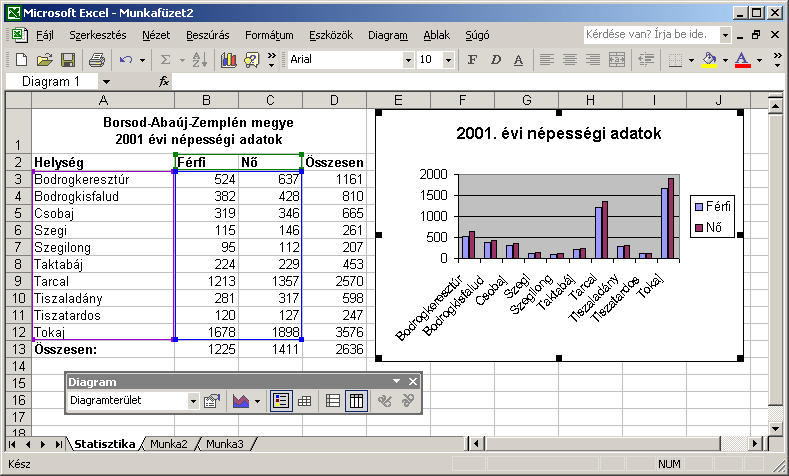 Microsoft Excel - Munkafüzet2
Fájl Szerkesztés Nézet Beszúrás Formátum Eszközök Diagram Ablak Súgó Kérdése van? Írja be ide.
Arial 10 F D A
Diagram 1 fx
A B C D E F G H I J
1 Borsod-Abaúj-Zemplén megye
2001 évi népességi adatok
2 Helység Férfi Nő Összesen
3 Bodrogkeresztúr 524 637 1161
4 Bodrogkisfalud 382 428 810
5 Csobaj 319 346 665
6 Szegi 115 146 261
7 Szegilong 95 112 207
8 Taktabáj 224 229 453
9 Tarcal 1213 1357 2570
10 Tiszaladány 281 317 598
11 Tiszatardos 120 127 247
12 Tokaj 1678 1898 3576
13 Összesen: 1225 1411 2636
14
15
16
17
18
2001. évi népességi adatok
2000
1500
1000
500
0
Bodrogkeresztúr
Bodrogkisfalud
Csobaj
Szegi
Szegilong
Taktabáj
Tarcal
Tiszaladány
Tiszatardos
Tokaj
Férfi
Nő
Diagram
Diagramterület
Statisztika Munka2 Munka3
Kész NUM